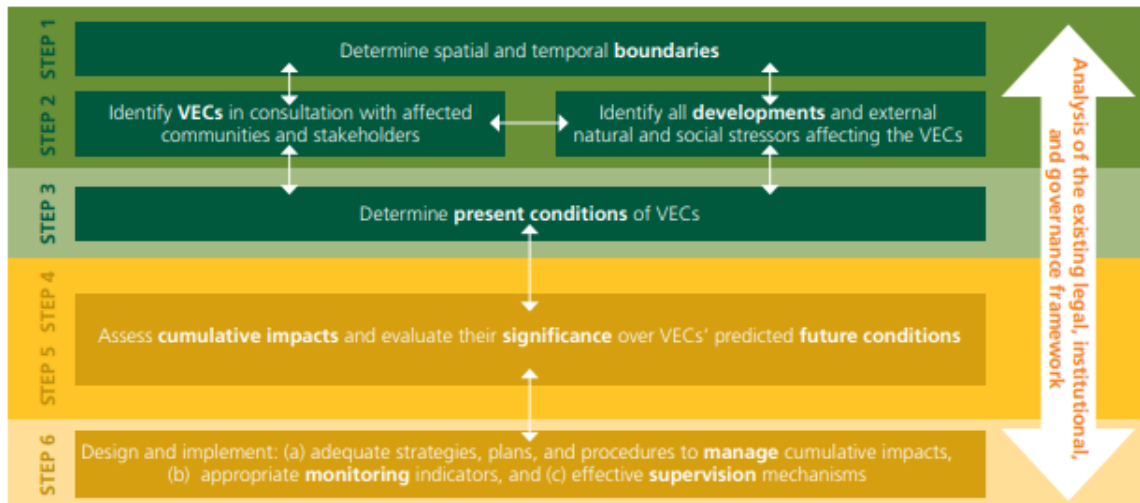 STEP 1
Determine spatial and temporal boundaries
STEP 2
Identify VECs in consultation with affected
communities and stakeholders
Identify all developments and external
natural and social stressors affecting the VECs
STEP 3
Determine present conditions of VECs
STEP 4
STEP 5
Assess cumulative impacts and evaluate their significance over VECs’ predicted future conditions
STEP 6
Design and implement: (a) adequate strategies, plans, and procedures to manage cumulative impacts,
(b) appropriate monitoring indicators, and (c) effective supervision mechanisms
Analysis of the existing legal, institutional,
and governance framework